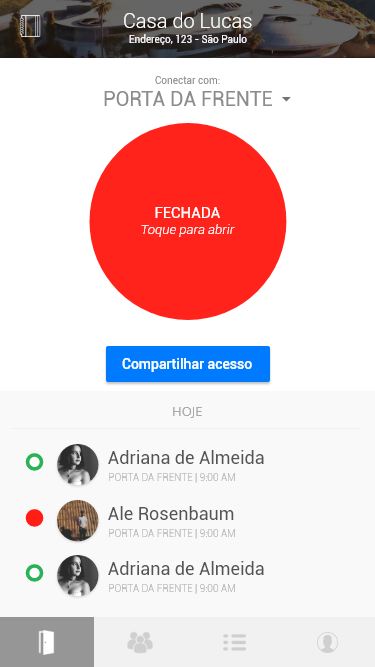 Casa do Lucas
Endereço, 123 - São Paulo
Conectar com:
PORTA DA FRENTE
FECHADA
Toque para abrir
Compartilhar acesso
HOJE
Adriana de Almeida
PORTA DA FRENTE | 9:00 AM
Ale Rosenbaum
PORTA DA FRENTE | 9:00 AM
Adriana de Almeida
PORTA DA FRENTE | 9:00 AM